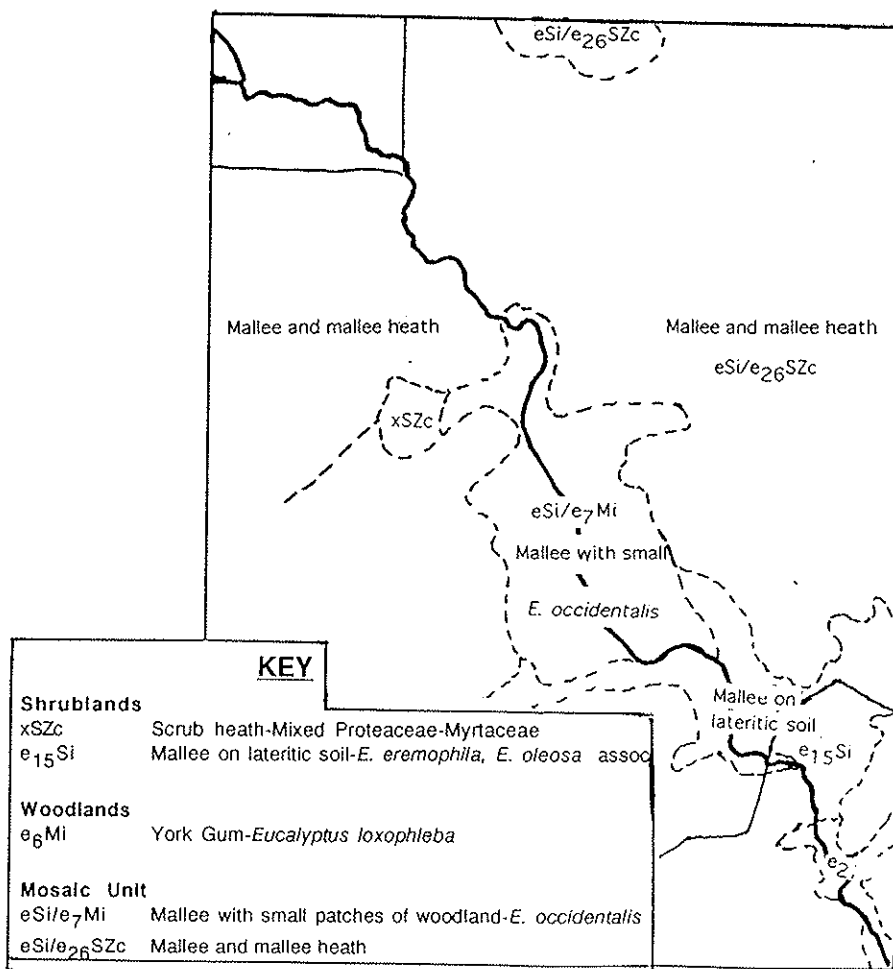 eSi/e26SZc
Mallee and mallee heath
Mallee and mallee heath
eSi/e26SZc
xSZc
eSi/e7Mi
Mallee with small
E. occidentalis
Mallee on
lateritic soil
e15Si
e2
KEY
Shrublands
xSZc Scrub heath-Mixed Proteaceae-Myrtaceae
e15Si Mallee on lateritic soil-E. eremophila, E. oleosa assoc
Woodlands
e6Mi York Gum-Eucalyptus loxophleba
Mosaic Unit
eSi/e7Mi Mallee with small patches of woodland-E. occidentalis
eSi/e26SZc Mallee and mallee heath